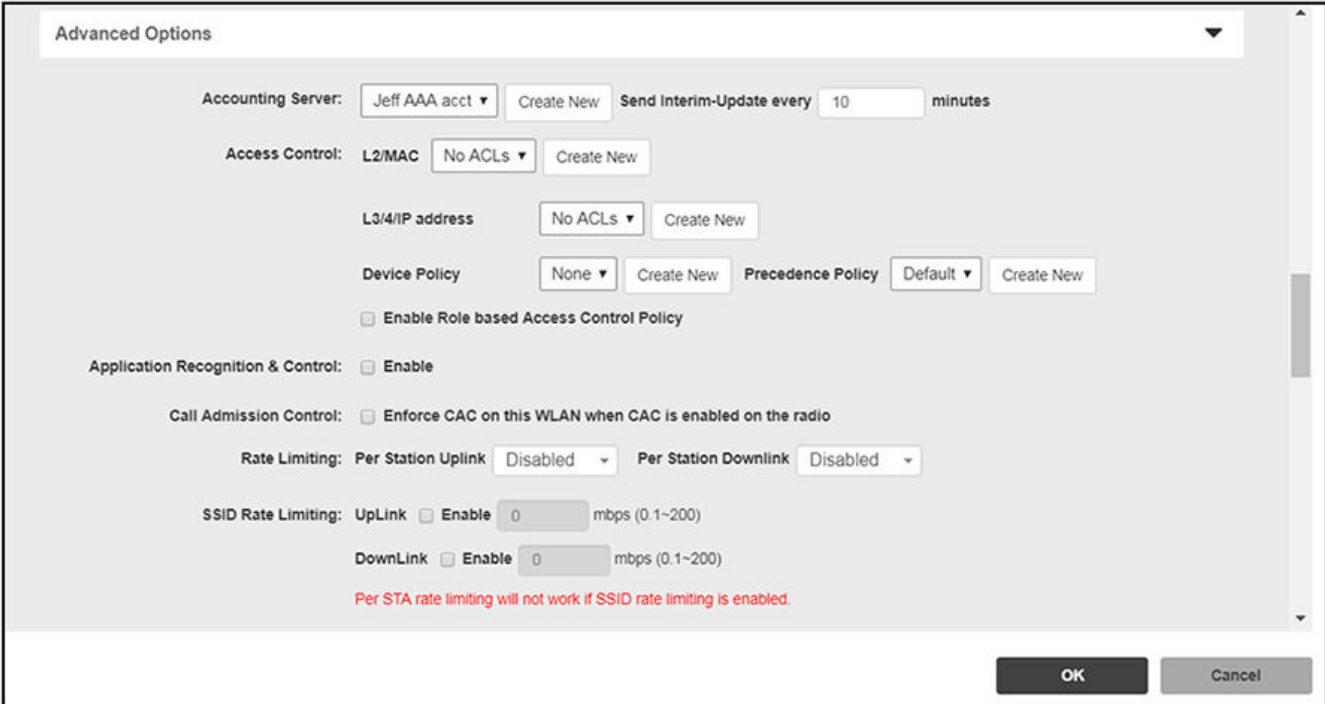 Advanced Options
Accounting Server: Jeff AAA acct Create New Send Interim-Update every 10 minutes
Access Control: L2/MAC No ACLs Create New
L3/4/IP address No ACLs Create New
Device Policy None Create New Precedence Policy Default Create New
Enable Role based Access Control Policy
Application Recognition & Control: Enable
Call Admission Control: Enforce CAC on this WLAN when CAC is enabled on the radio
Rate Limiting: Per Station Uplink Disabled Per Station Downlink Disabled
SSID Rate Limiting: UpLink Enable 0 mbps (0.1~200)
DownLink Enable 0 mbps (0.1~200)
Per STA rate limiting will not work if SSID rate limiting is enabled.
OK Cancel